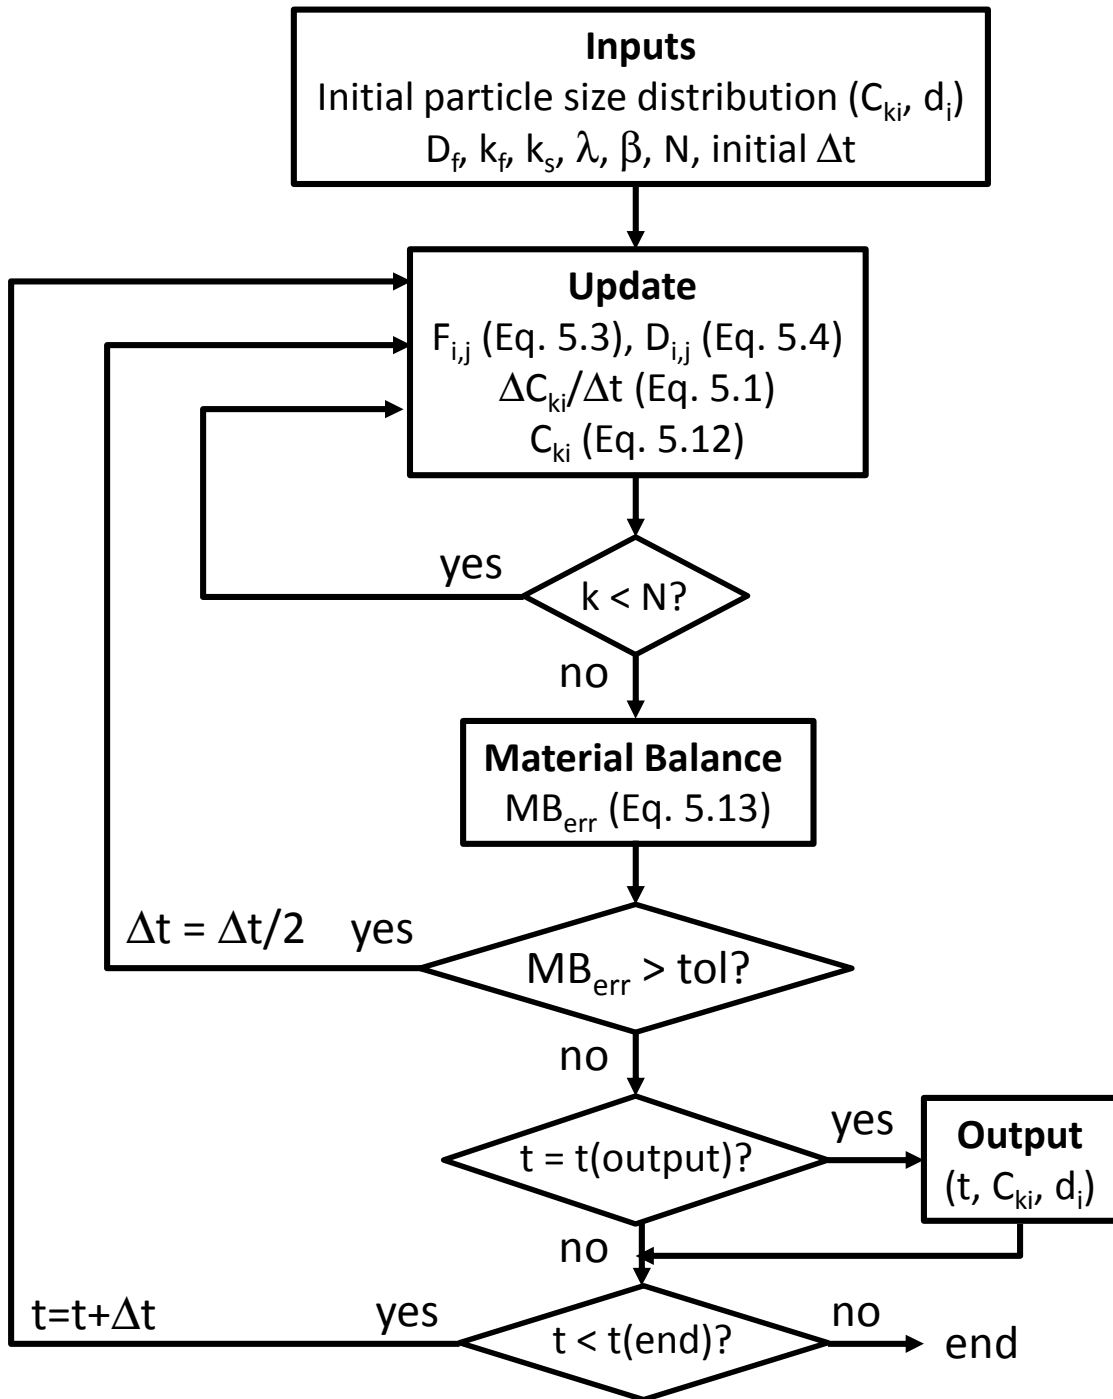 Inputs
Initial particle size distribution (Cki, di)
Df, kf, ks, λ, β, N, initial Δt
Update
Fi,j (Eq. 5.3), Di,j (Eq. 5.4)
ΔCki/Δt (Eq. 5.1)
Cki (Eq. 5.12)
yes
k < N?
no
Material Balance
MBerr (Eq. 5.13)
Δt = Δt/2
yes
MBerr > tol?
no
t = t(output)?
yes
Output
(t, Cki, di)
no
t=t+Δt
yes
t < t(end)?
no
end